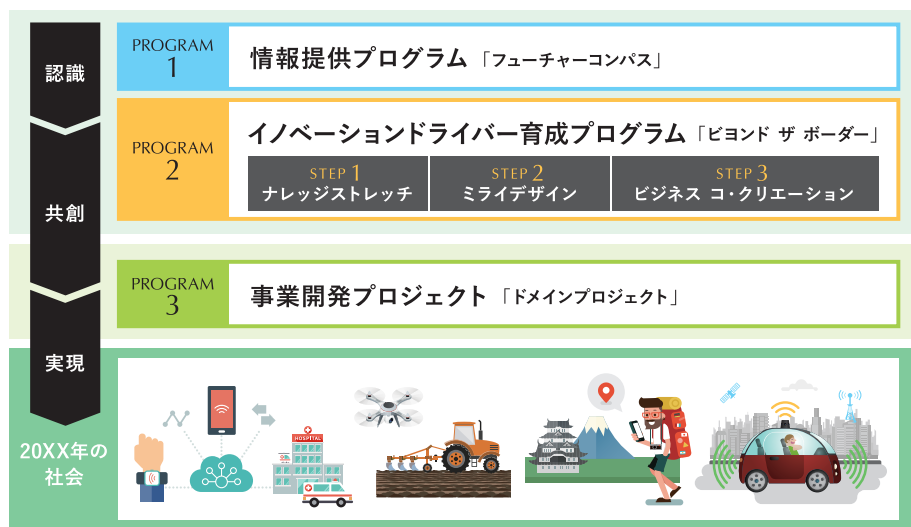 認識
PROGRAM
1
情報提供プログラム「フューチャーコンパス」
共創
PROGRAM
2
イノベーションドライバー育成プログラム「ビヨンド ザ ボーダー」
STEP 1
ナレッジストレッチ
STEP 2
ミライデザイン
STEP 3
ビジネス コ・クリエーション
実現
PROGRAM
3
事業開発プロジェクト「ドメインプロジェクト」
20XX年の
社会
HOSPITAL